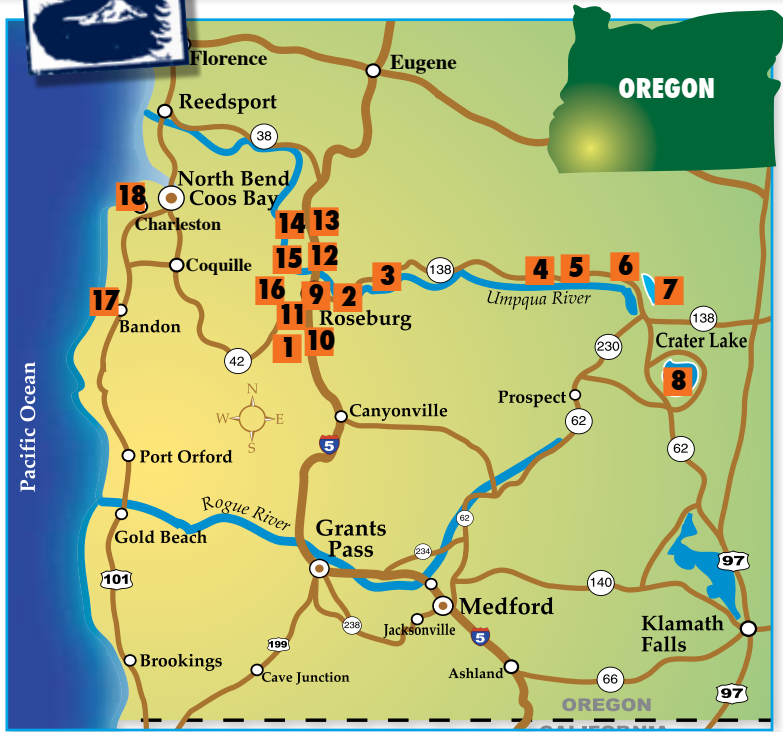 Florence
Eugene
OREGON
Reedsport
38
North Bend
Coos Bay
18
Charleston
14
13
Coquille
15
12
3
138
4
5
6
7
16
9
2
Umpqua River
17
Bandon
11
Roseburg
138
1
10
230
Crater Lake
42
8
N
W
E
S
Prospect
Canyonville
62
5
62
Pacific Ocean
Port Orford
Rogue River
62
Gold Beach
Grants
Pass
234
97
101
140
Medford
238
Jacksonville
5
Klamath
Falls
199
Brookings
Cave Junction
Ashland
66
97
OREGON
CALIFORNIA